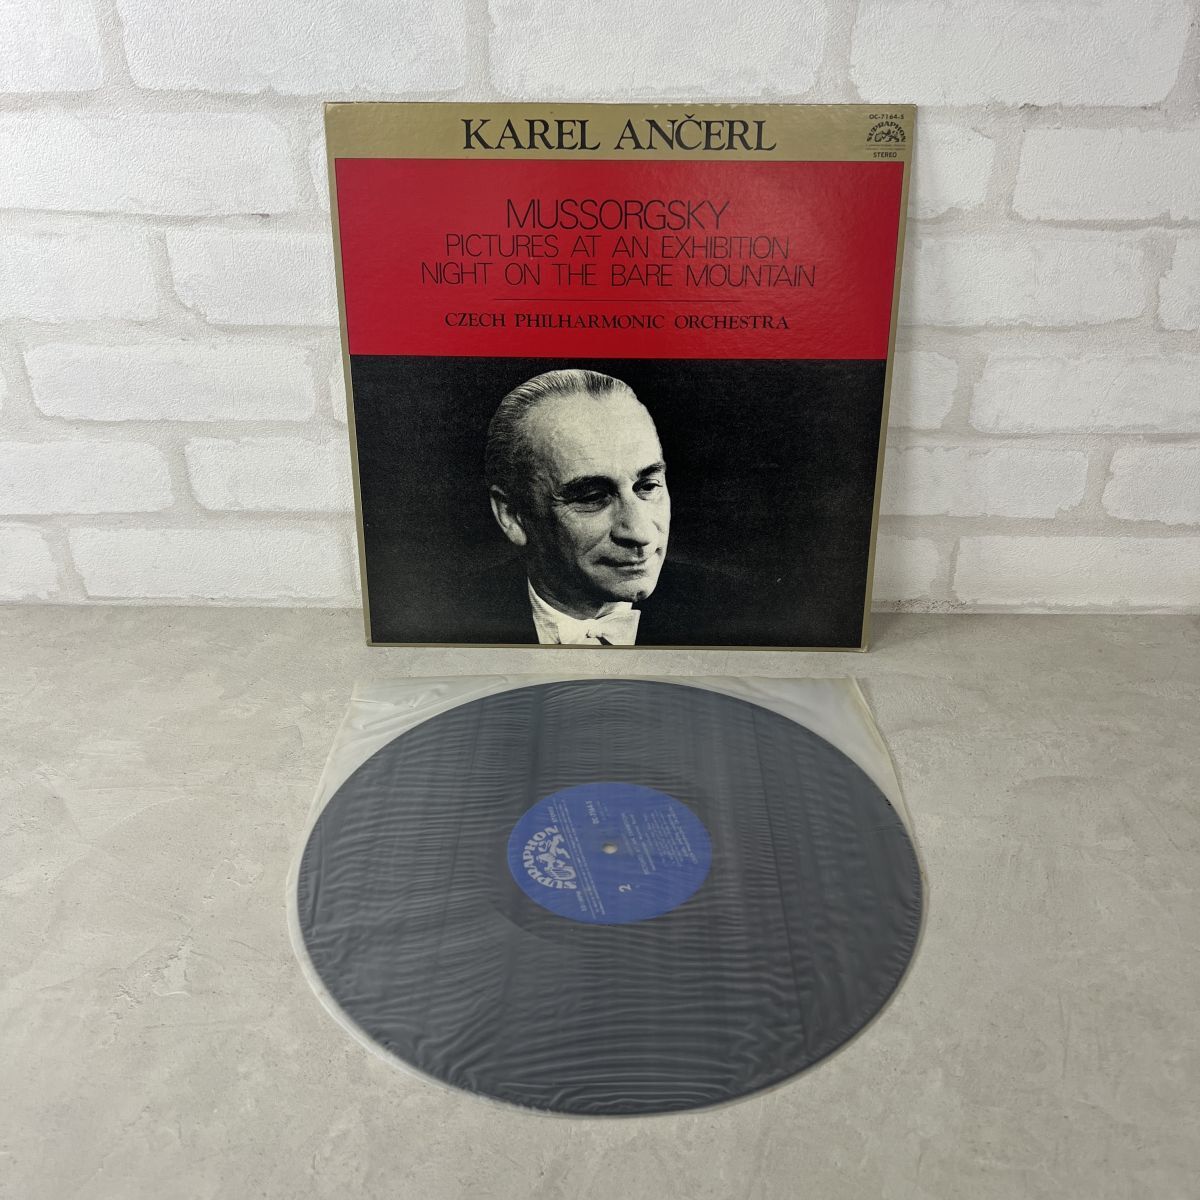 KAREL ANČERL
OC-7164-S
SUPRAPHON
STEREO
MUSSORGSKY
PICTURES AT AN EXHIBITION
NIGHT ON THE BARE MOUNTAIN
CZECH PHILHARMONIC ORCHESTRA
SUPRAPHON
STEREO
2